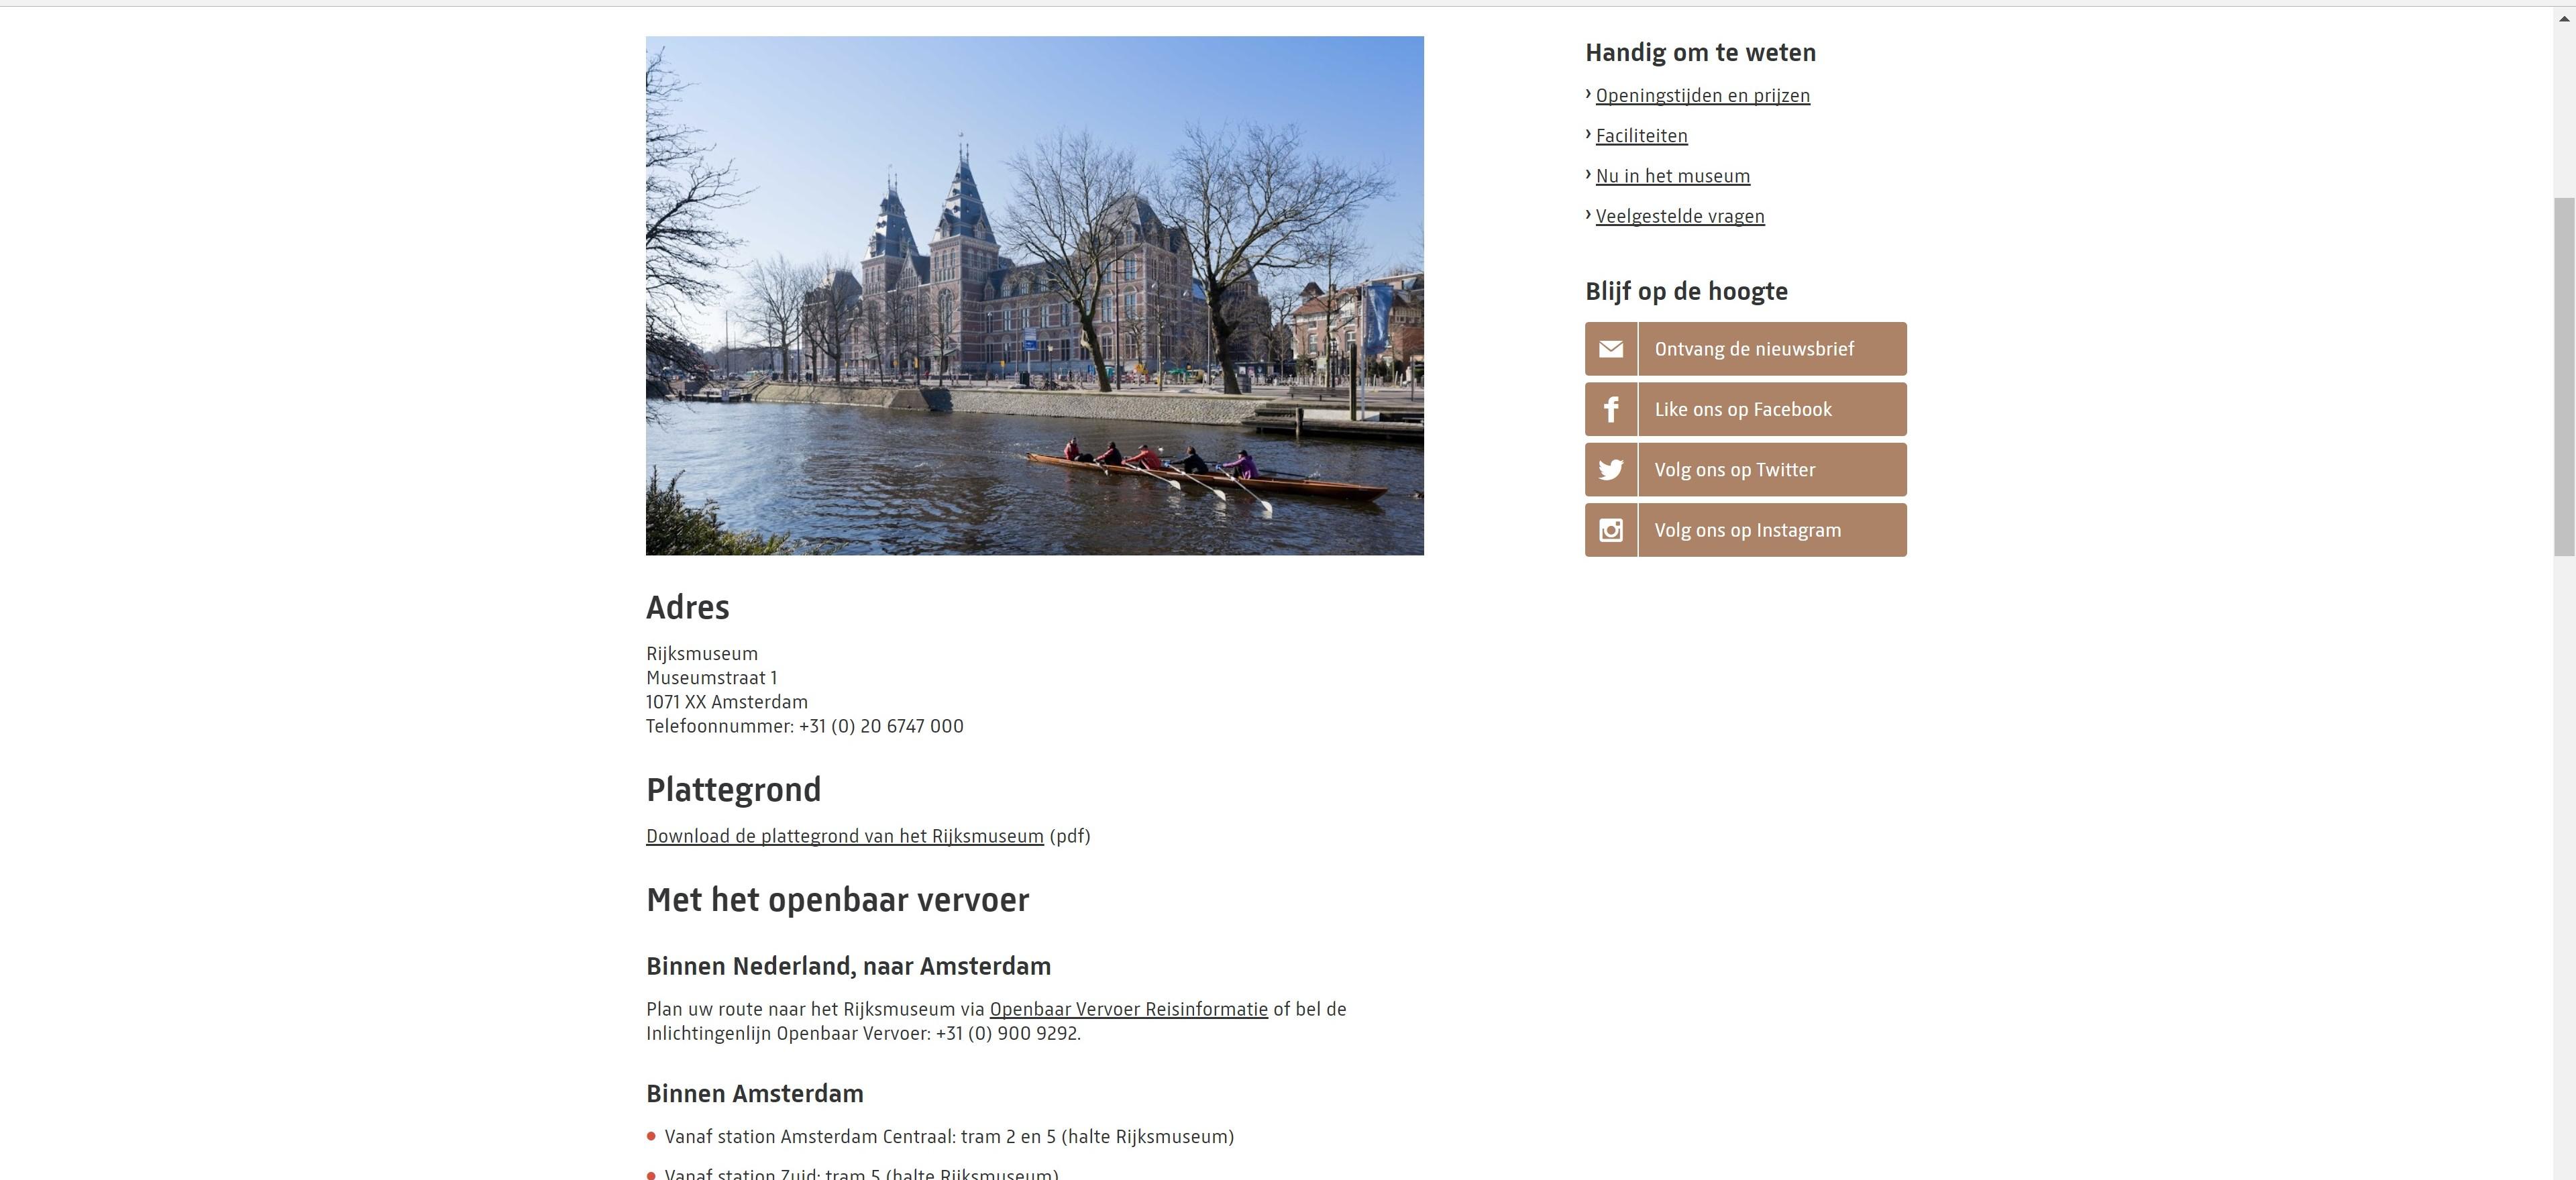 Handig om te weten
Openingstijden en prijzen
Faciliteiten
Nu in het museum
Veelgestelde vragen
Blijf op de hoogte
Ontvang de nieuwsbrief
Like ons op Facebook
Volg ons op Twitter
Volg ons op Instagram
Adres
Rijksmuseum
Museumstraat 1
1071 XX Amsterdam
Telefoonnummer: +31 (0) 20 6747 000
Plattegrond
Download de plattegrond van het Rijksmuseum (pdf)
Met het openbaar vervoer
Binnen Nederland, naar Amsterdam
Plan uw route naar het Rijksmuseum via Openbaar Vervoer Reisinformatie of bel de
Inlichtingenlijn Openbaar Vervoer: +31 (0) 900 9292.
Binnen Amsterdam
Vanaf station Amsterdam Centraal: tram 2 en 5 (halte Rijksmuseum)
Vanaf station Zuid: tram 5 (halte Rijksmuseum)